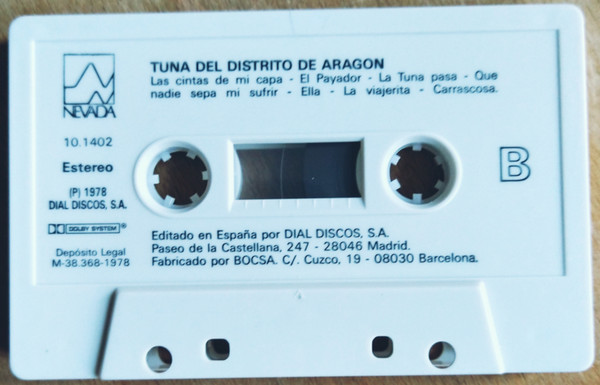 TUNA DEL DISTRITO DE ARAGON
Las cintas de mi capa - El Payador - La Tuna pasa - Que
nadie sepa mi sufrir - Ella - La viajerita - Carrascosa.
NEVADA
10.1402
Estereo
B
(P) 1978
DIAL DISCOS, S.A.
DOLBY SYSTEM®
Depósito Legal
M-38.368-1978
Editado en España por DIAL DISCOS, S.A.
Paseo de la Castellana, 247 - 28046 Madrid.
Fabricado por BOCSA. C/. Cuzco, 19 - 08030 Barcelona.